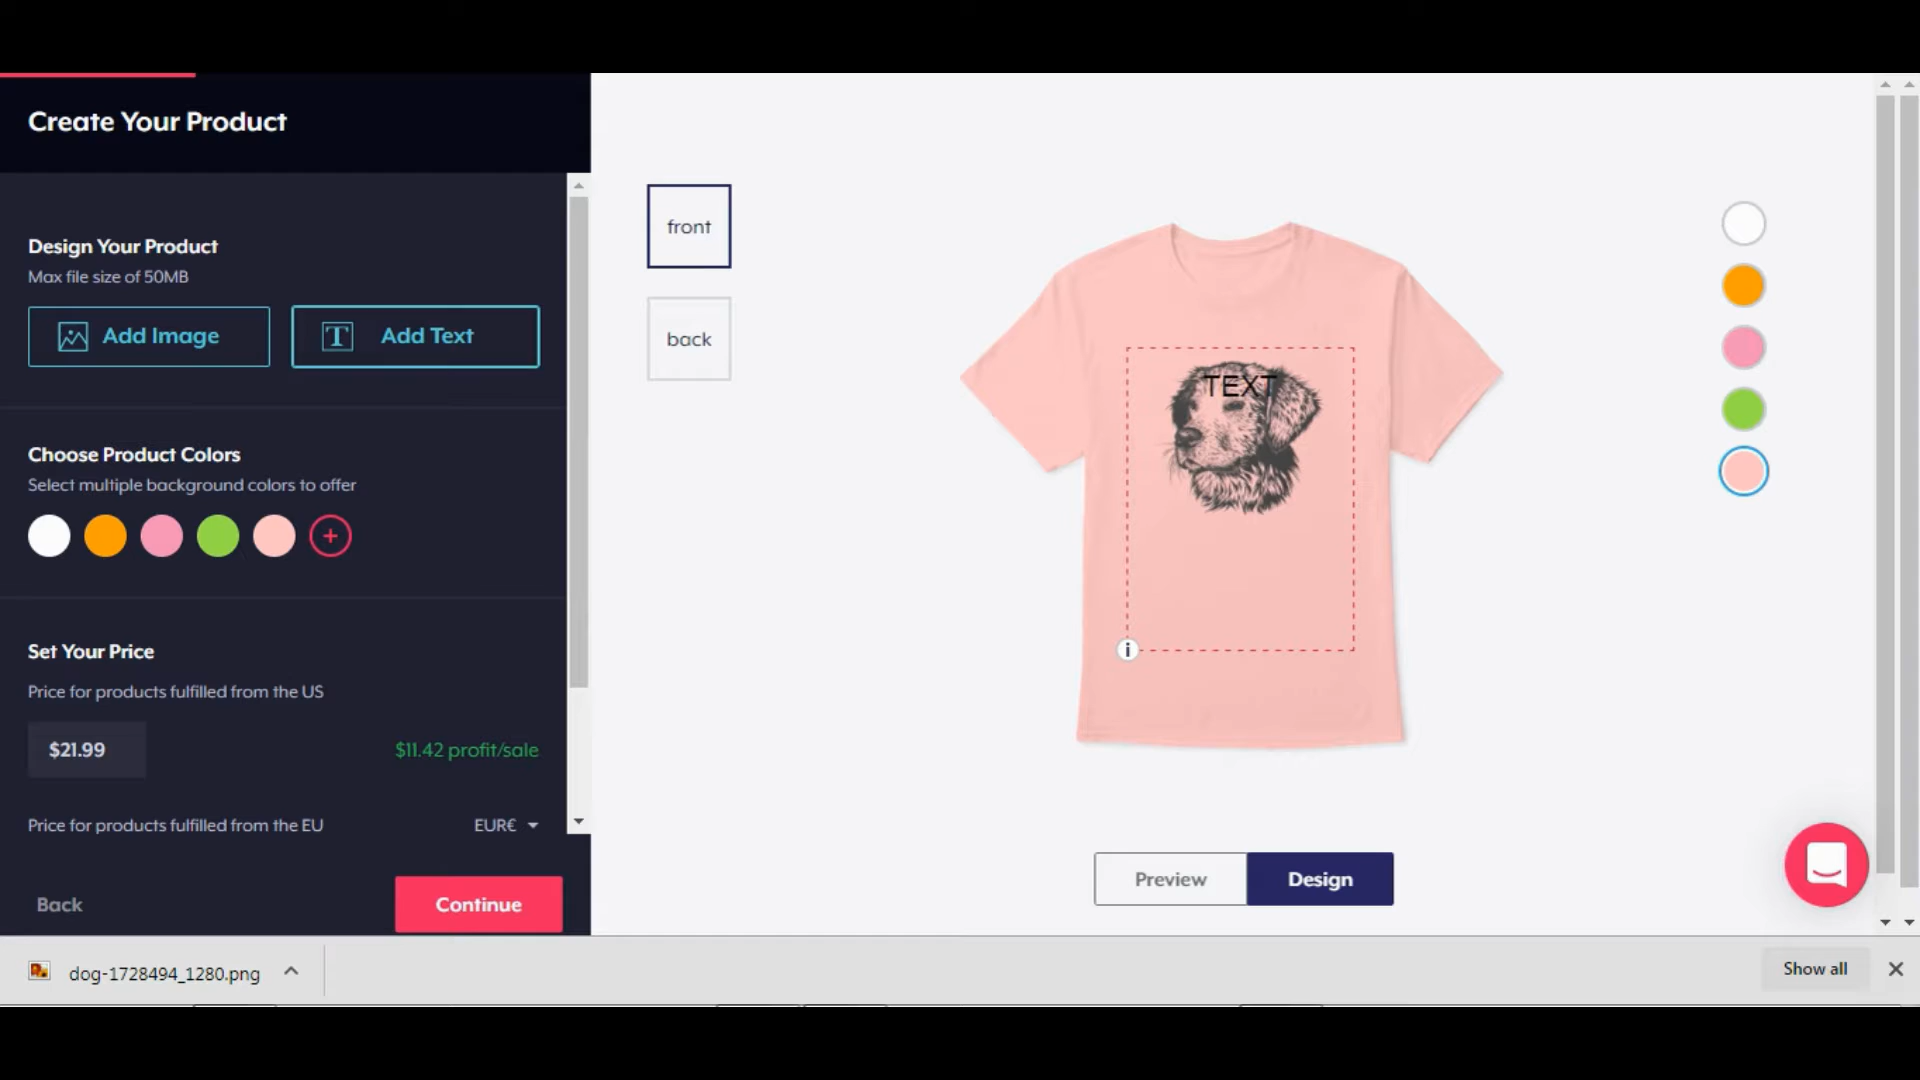 Create Your Product
Design Your Product
Max file size of 50MB
Add Image
T Add Text
Choose Product Colors
Select multiple background colors to offer
+
Set Your Price
Price for products fulfilled from the US
$21.99
$11.42 profit/sale
Price for products fulfilled from the EU
EUR€
Back
Continue
front
back
TEXT
i
Preview
Design
dog-1728494_1280.png
Show all